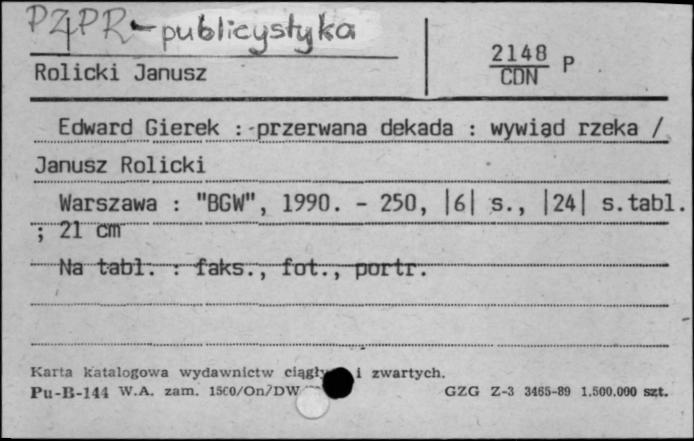 PZPR - publicystyka
Rolicki Janusz
2148 P
CDN
Edward Gierek : przerwana dekada : wywiąd rzeka /
Janusz Rolicki
Warszawa : "BGW", 1990. - 250, |6| s., |24| s.tabl.
; 21 cm
Na tabl. : faks., fot., portr.
Karta katalogowa wydawnictw i zwartych.
Pu-B-144 W.A. zam. 1500/On/DW
GZG Z-3 3465-89 1.500.000 szt.